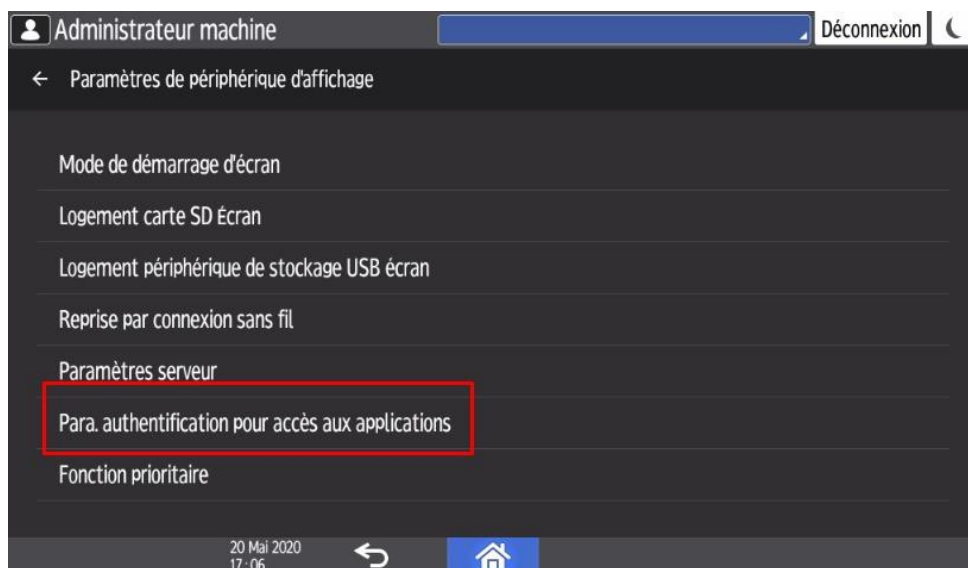 Administrateur machine
Déconnexion
Paramètres de périphérique d'affichage
Mode de démarrage d'écran
Logement carte SD Écran
Logement périphérique de stockage USB écran
Reprise par connexion sans fil
Paramètres serveur
Para. authentification pour accès aux applications
Fonction prioritaire
20 Mai 2020
17:06